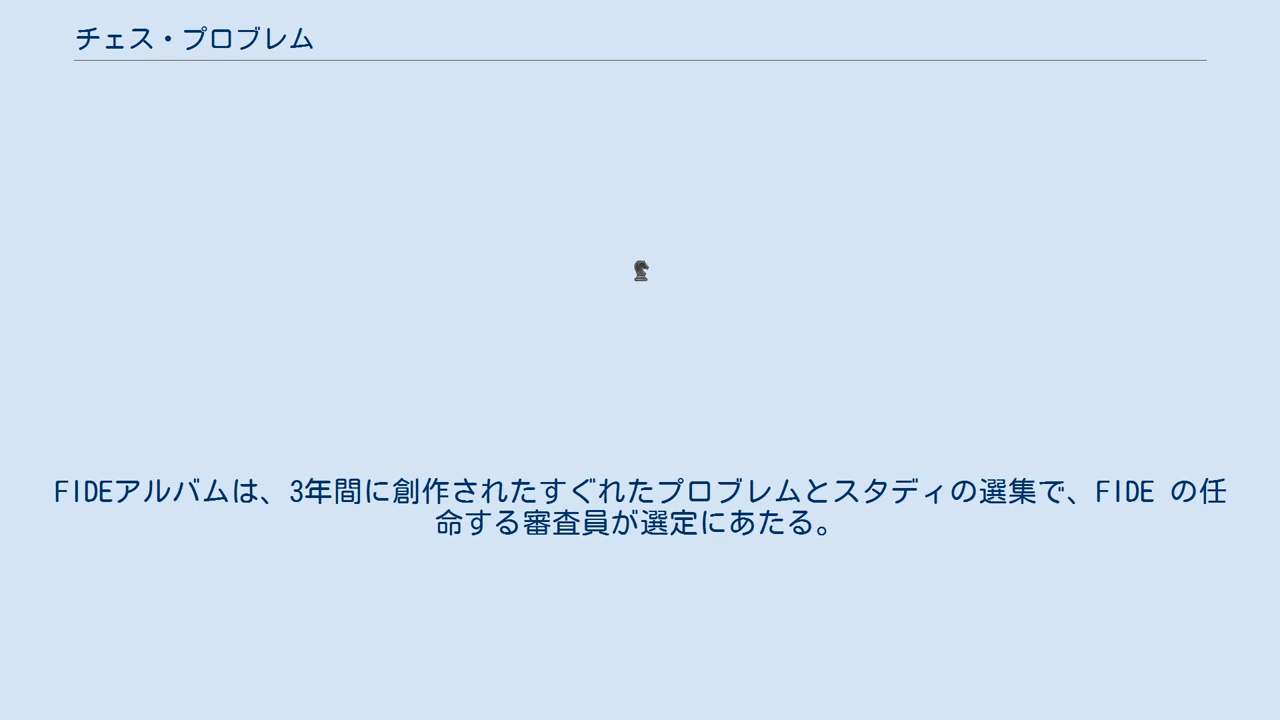 チェス・プロブレム
FIDEアルバムは、3年間に創作されたすぐれたプロブレムとスタディの選集で、FIDE の任
命する審査員が選定にあたる。